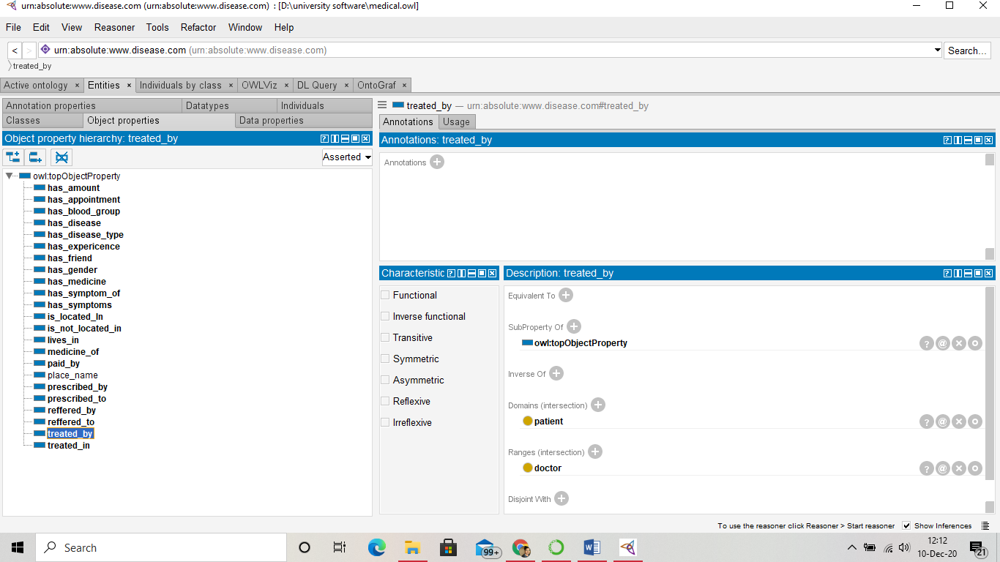 urn:absolute:www.disease.com (urn:absolute:www.disease.com) : [D:\university software\medical.owl]
File Edit View Reasoner Tools Refactor Window Help
< > urn:absolute:www.disease.com (urn:absolute:www.disease.com) Search...
treated_by
Active ontology × Entities × Individuals by class × OWLViz × DL Query × OntoGraf ×
Annotation properties Datatypes Individuals
Classes Object properties Data properties
Object property hierarchy: treated_by
Asserted
owl:topObjectProperty
has_amount
has_appointment
has_blood_group
has_disease
has_disease_type
has_expericence
has_friend
has_gender
has_medicine
has_symptom_of
has_symptoms
is_located_In
is_not_located_in
lives_in
medicine_of
paid_by
place_name
prescribed_by
prescribed_to
reffered_by
reffered_to
treated_by
treated_in
treated_by — urn:absolute:www.disease.com#treated_by
Annotations Usage
Annotations: treated_by
Annotations
Characteristic
Functional
Inverse functional
Transitive
Symmetric
Asymmetric
Reflexive
Irreflexive
Description: treated_by
Equivalent To
SubProperty Of
owl:topObjectProperty
Inverse Of
Domains (intersection)
patient
Ranges (intersection)
doctor
Disjoint With
To use the reasoner click Reasoner > Start reasoner Show Inferences
Search
99+
12:12
10-Dec-20
21